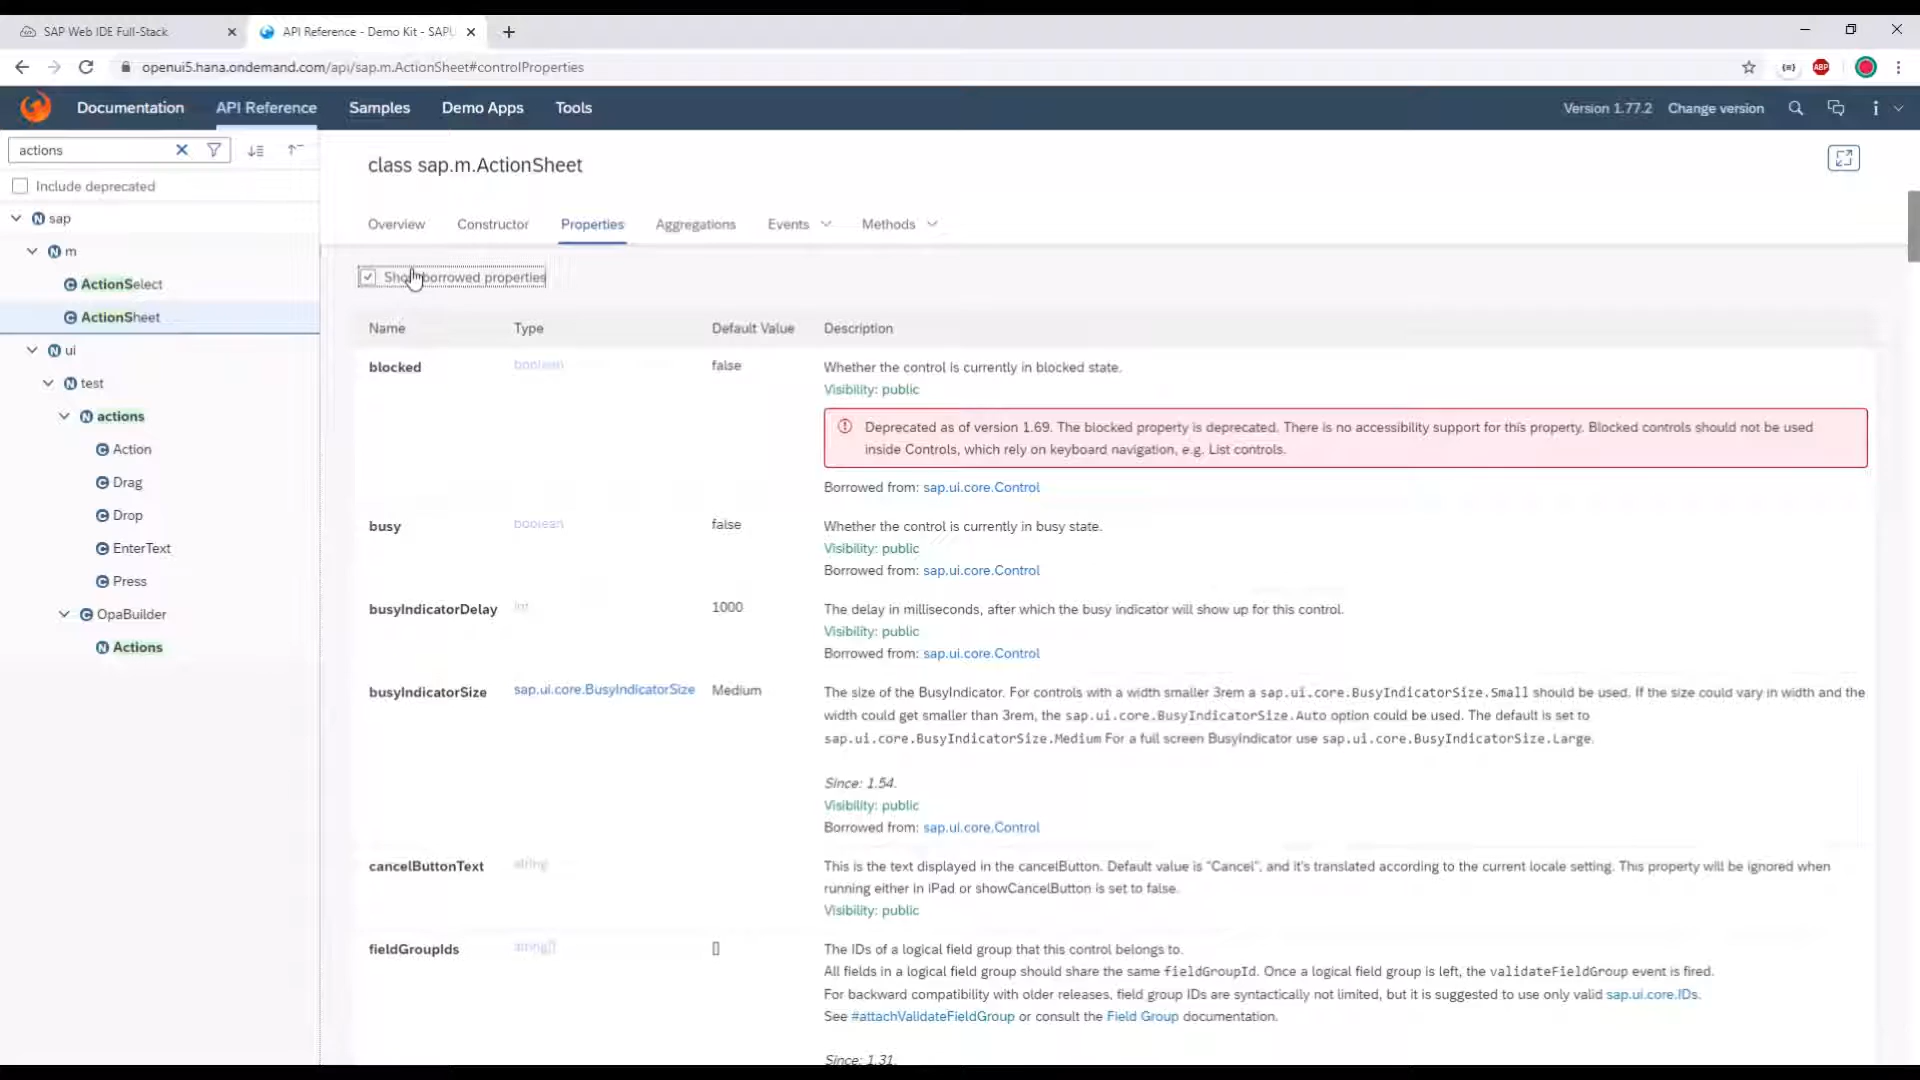 SAP Web IDE Full-Stack
API Reference - Demo Kit - SAPU
openui5.hana.ondemand.com/api/sap.m.ActionSheet#controlProperties
ABP
Documentation API Reference Samples Demo Apps Tools Version 1.77.2 Change version
actions
Include deprecated
sap
m
ActionSelect
ActionSheet
ui
test
actions
Action
Drag
Drop
EnterText
Press
OpaBuilder
Actions
class sap.m.ActionSheet
Overview Constructor Properties Aggregations Events Methods
borrowed properties
Name Type Default Value Description
blocked boolean false Whether the control is currently in blocked state.
Visibility: public
Deprecated as of version 1.69. The blocked property is deprecated. There is no accessibility support for this property. Blocked controls should not be used
inside Controls, which rely on keyboard navigation, e.g. List controls.
Borrowed from: sap.ui.core.Control
busy boolean false Whether the control is currently in busy state.
Visibility: public
Borrowed from: sap.ui.core.Control
busyIndicatorDelay int 1000 The delay in milliseconds, after which the busy indicator will show up for this control.
Visibility: public
Borrowed from: sap.ui.core.Control
busyIndicatorSize sap.ui.core.BusyIndicatorSize Medium The size of the BusyIndicator. For controls with a width smaller 3rem a sap.ui.core.BusyIndicatorSize.Small should be used. If the size could vary in width and the
width could get smaller than 3rem, the sap.ui.core.BusyIndicatorSize.Auto option could be used. The default is set to
sap.ui.core.BusyIndicatorSize.Medium For a full screen BusyIndicator use sap.ui.core.BusyIndicatorSize.Large.
Since: 1.54.
Visibility: public
Borrowed from: sap.ui.core.Control
cancelButtonText string This is the text displayed in the cancelButton. Default value is "Cancel", and it's translated according to the current locale setting. This property will be ignored when
running either in iPad or showCancelButton is set to false.
Visibility: public
fieldGroupIds string[] [] The IDs of a logical field group that this control belongs to.
All fields in a logical field group should share the same fieldGroupId. Once a logical field group is left, the validateFieldGroup event is fired.
For backward compatibility with older releases, field group IDs are syntactically not limited, but it is suggested to use only valid sap.ui.core.IDs.
See #attachValidateFieldGroup or consult the Field Group documentation.
Since: 1.31.